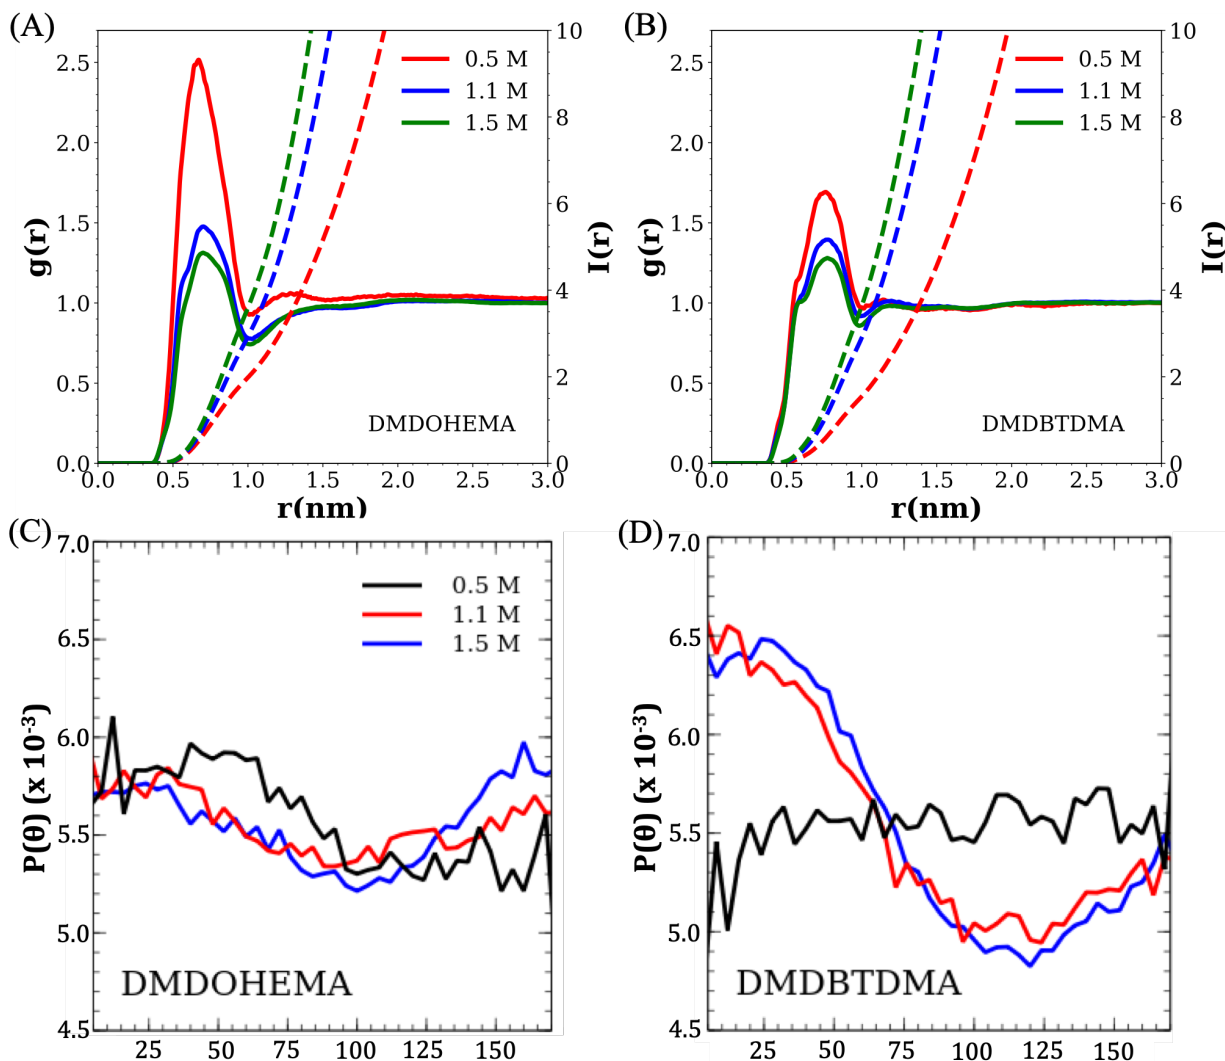 (A)
g(r)
2.5
2.0
1.5
1.0
0.5
0.0
0.0 0.5 1.0 1.5 2.0 2.5 3.0
r(nm)
10
8
6
4
2
0
I(r)
0.5 M
1.1 M
1.5 M
DMDOHEMA
(B)
g(r)
2.5
2.0
1.5
1.0
0.5
0.0
0.0 0.5 1.0 1.5 2.0 2.5 3.0
r(nm)
10
8
6
4
2
0
I(r)
0.5 M
1.1 M
1.5 M
DMDBTDMA
(C)
P(θ) (x 10⁻³)
7.0
6.5
6.0
5.5
5.0
4.5
25 50 75 100 125 150
0.5 M
1.1 M
1.5 M
DMDOHEMA
(D)
P(θ) (x 10⁻³)
7.0
6.5
6.0
5.5
5.0
4.5
25 50 75 100 125 150
DMDBTDMA